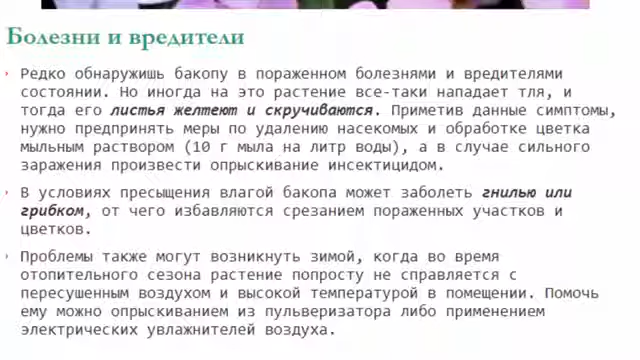 Болезни и вредители
Редко обнаружишь бакопу в пораженном болезнями и вредителями
состоянии. Но иногда на это растение все-таки нападает тля, и
тогда его листья желтеют и скручиваются. Приметив данные симптомы,
нужно предпринять меры по удалению насекомых и обработке цветка
мыльным раствором (10 г мыла на литр воды), а в случае сильного
заражения произвести опрыскивание инсектицидом.
В условиях пресыщения влагой бакопа может заболеть гнилью или
грибком, от чего избавляются срезанием пораженных участков и
цветков.
Проблемы также могут возникнуть зимой, когда во время
отопительного сезона растение попросту не справляется с
пересушенным воздухом и высокой температурой в помещении. Помочь
ему можно опрыскиванием из пульверизатора либо применением
электрических увлажнителей воздуха.